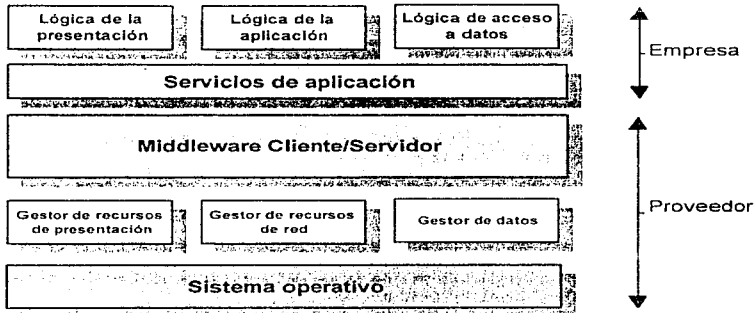 Lógica de la
presentación
Lógica de la
aplicación
Lógica de acceso
a datos
Empresa
Servicios de aplicación
Middleware Cliente/Servidor
Proveedor
Gestor de recursos
de presentación
Gestor de recursos
de red
Gestor de datos
Sistema operativo